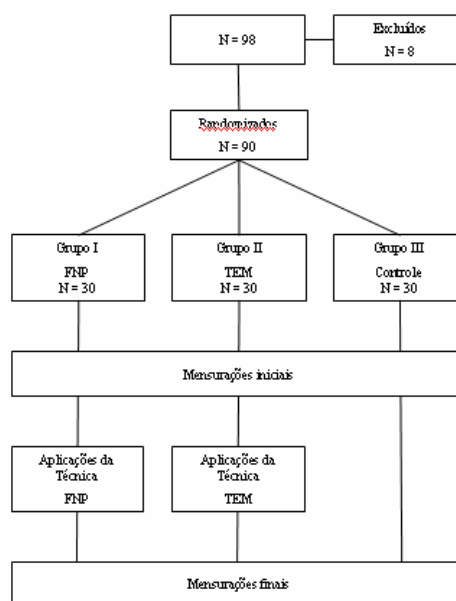 N = 98
Excluídos
N = 8
Randomizados
N = 90
Grupo I
FNP
N = 30
Grupo II
TEM
N = 30
Grupo III
Controle
N = 30
Mensurações iniciais
Aplicações da
Técnica
FNP
Aplicações da
Técnica
TEM
Mensurações finais